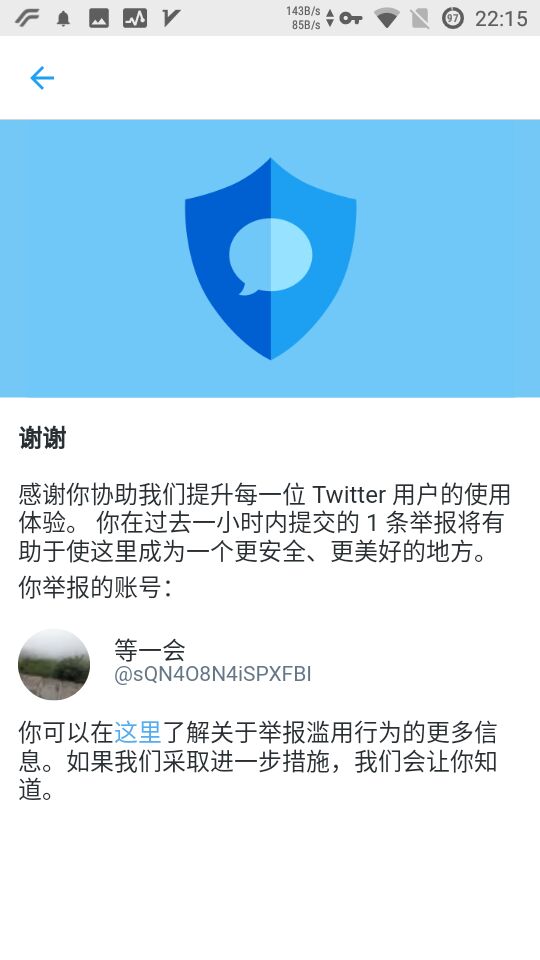 143B/s
85B/s
97
22:15
谢谢
感谢你协助我们提升每一位 Twitter 用户的使用
体验。 你在过去一小时内提交的 1 条举报将有
助于使这里成为一个更安全、更美好的地方。
你举报的账号：
等一会
@sQN4O8N4iSPXFBI
你可以在这里了解关于举报滥用行为的更多信
息。如果我们采取进一步措施，我们会让你知
道。